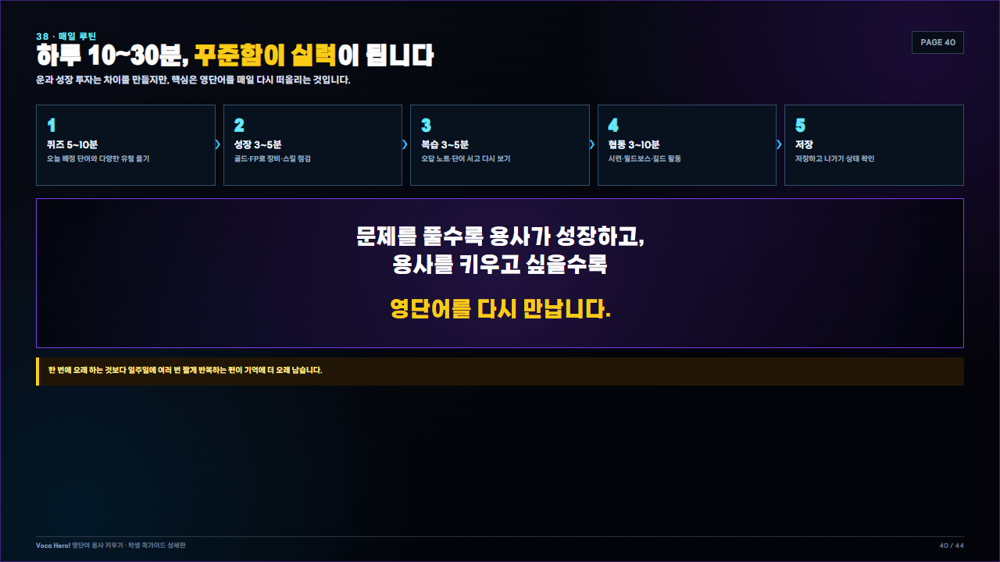 38 · 매일 루틴
하루 10~30분, 꾸준함이 실력이 됩니다
운과 성장 투자는 차이를 만들지만, 핵심은 영단어를 매일 다시 떠올리는 것입니다.
PAGE 40
1
퀴즈 5~10분
오늘 배정 단어와 다양한 유형 풀기
❯
2
성장 3~5분
골드·FP로 장비·스킬 점검
❯
3
복습 3~5분
오답 노트·단어 서고 다시 보기
❯
4
협동 3~10분
시련·월드보스·길드 활동
❯
5
저장
저장하고 나가기 상태 확인
문제를 풀수록 용사가 성장하고,
용사를 키우고 싶을수록
영단어를 다시 만납니다.
한 번에 오래 하는 것보다 일주일에 여러 번 짧게 반복하는 편이 기억에 더 오래 남습니다.
Voca Hero! 영단어 용사 키우기 · 학생 퀵가이드 상세판
40 / 44